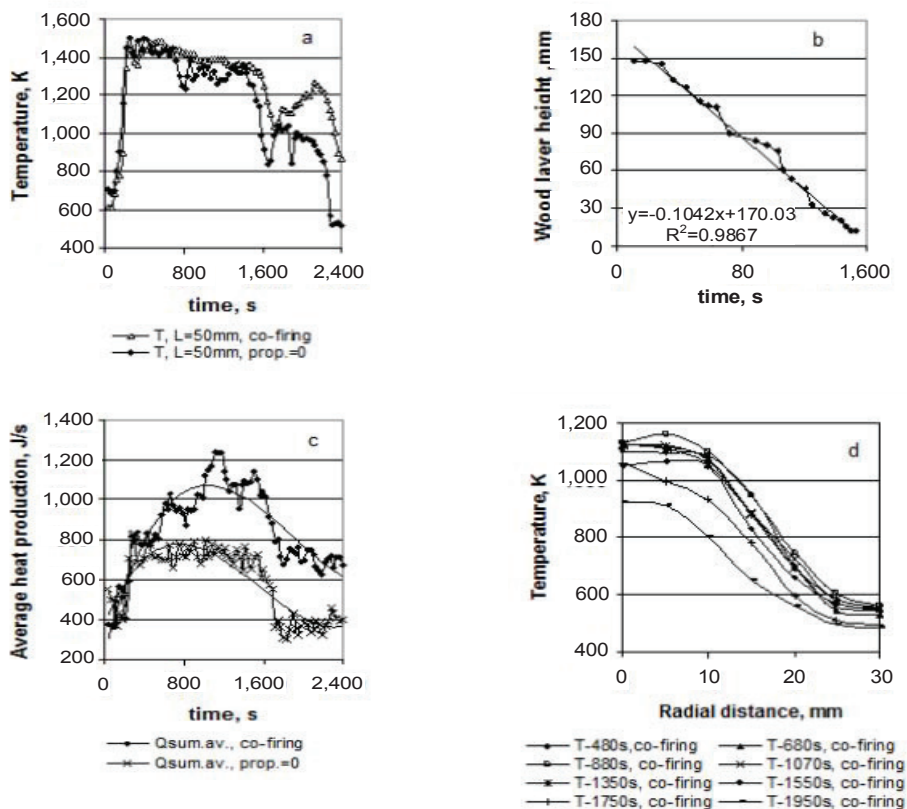 a
1,600
1,400
1,200
1,000
800
600
400
Temperature, K
0 800 1,600 2,400
time, s
T, L=50mm, co-firing
T, L=50mm, prop.=0
b
180
150
120
90
60
30
0
Wood laver height ,mm
y=-0.1042x+170.03
R²=0.9867
0 80 1,600
time, s
c
1,400
1,200
1,000
800
600
400
200
Average heat production, J/s
0 800 1,600 2,400
time, s
Qsum.av., co-firing
Qsum.av., prop.=0
d
1,200
1,000
800
600
400
Temperature, K
0 10 10 20 20 30
Radial distance, mm
T-480s,co-firing
T-680s, co-firing
T-880s, co-firing
T-1070s, co-firing
T-1350s, co-firing
T-1550s, co-firing
T-1750s, co-firing
T-1950s, co-firing